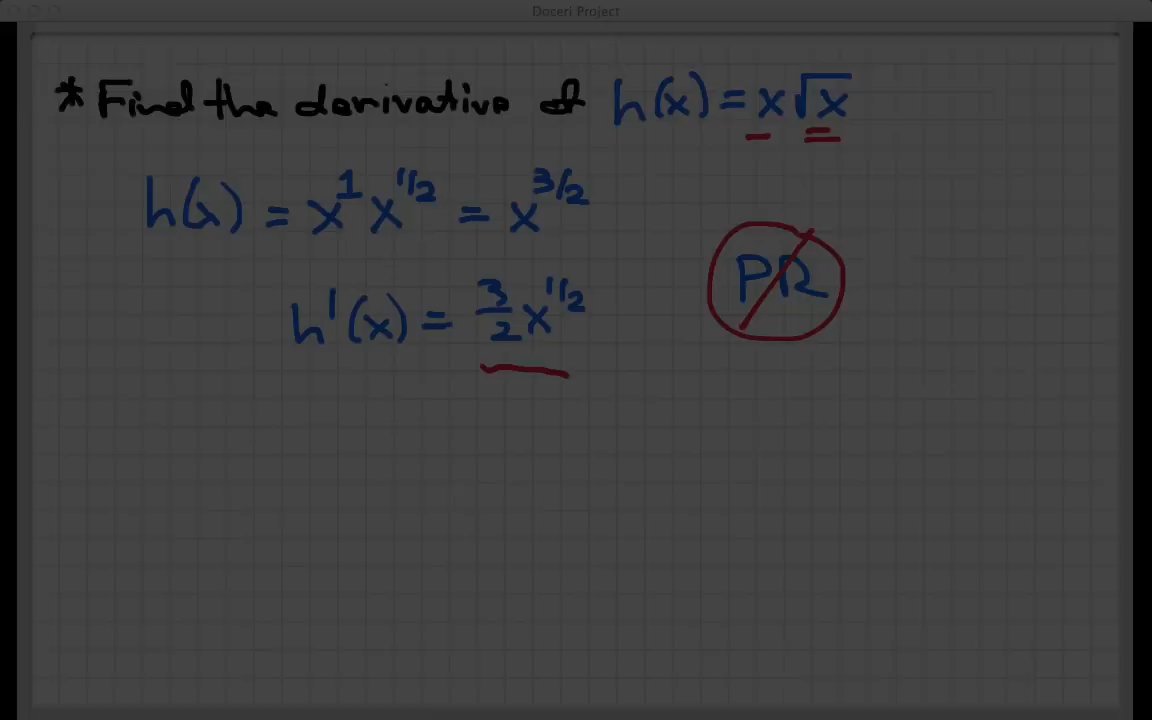 Doceri Project
* Find the derivative of h(x) = x√x
h(x) = x^1 x^1/2 = x^3/2
PR
h'(x) = 3/2 x^1/2